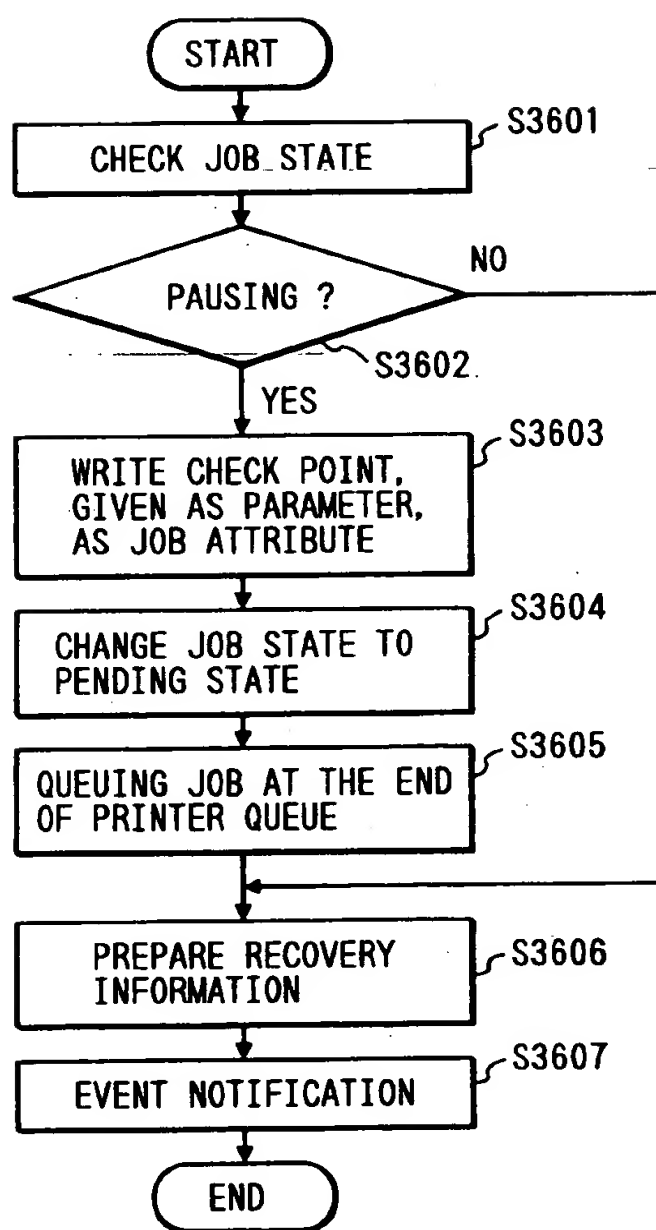 START
S3601
CHECK JOB STATE
NO
PAUSING ?
S3602
YES
S3603
WRITE CHECK POINT,
GIVEN AS PARAMETER,
AS JOB ATTRIBUTE
S3604
CHANGE JOB STATE TO
PENDING STATE
S3605
QUEUING JOB AT THE END
OF PRINTER QUEUE
S3606
PREPARE RECOVERY
INFORMATION
S3607
EVENT NOTIFICATION
END